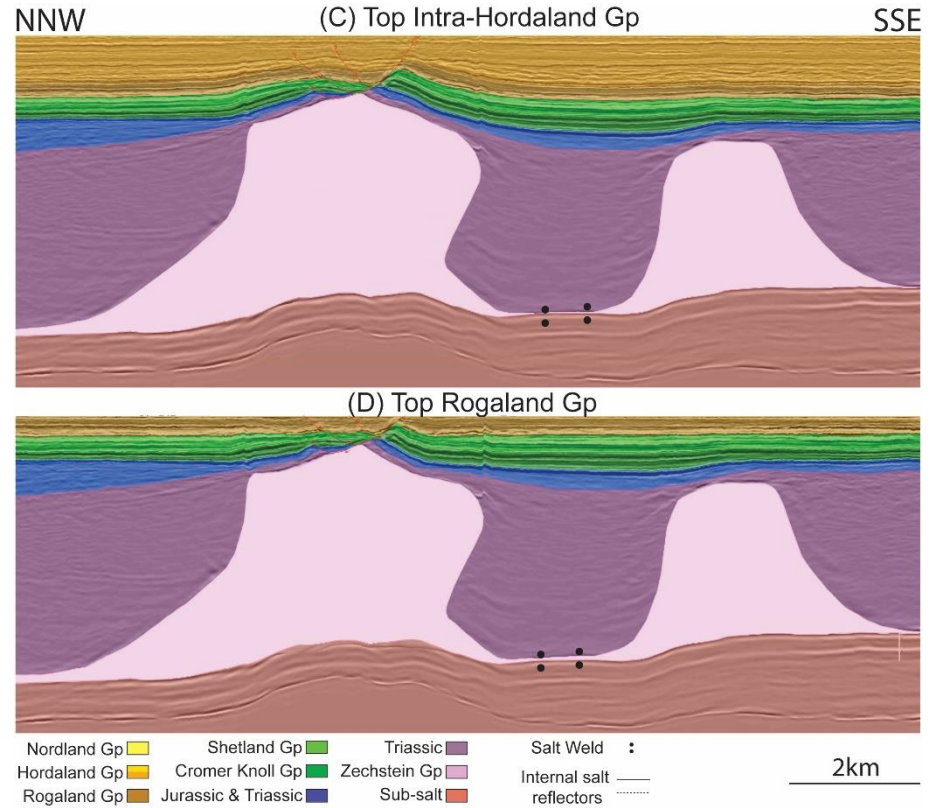 NNW (C) Top Intra-Hordaland Gp SSE
(D) Top Rogaland Gp
Nordland Gp Shetland Gp Triassic Salt Weld
Hordaland Gp Cromer Knoll Gp Zechstein Gp Internal salt reflectors 2km
Rogaland Gp Jurassic & Triassic Sub-salt